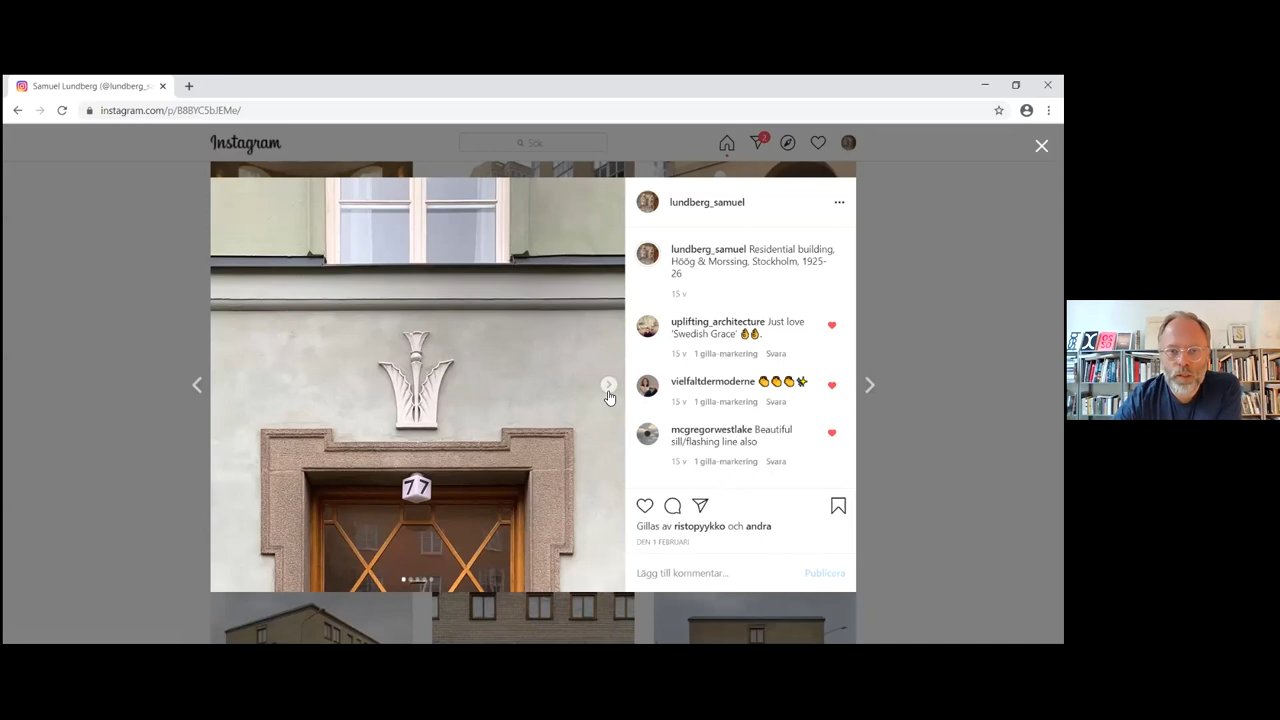 Samuel Lundberg (@lundberg_s
instagram.com/p/B8BYC5bJEMe/
Instagram
Sök
2
lundberg_samuel
lundberg_samuel Residential building,
Höög & Morssing, Stockholm, 1925-
26
15 v
uplifting_architecture Just love
'Swedish Grace' 👌👌.
15 v 1 gilla-markering Svara
vielfaltdermoderne 👏👏👏✨
15 v 1 gilla-markering Svara
mcgregorwestlake Beautiful
sill/flashing line also
15 v 1 gilla-markering Svara
77
Gillas av ristopyykko och andra
DEN 1 FEBRUARI
Lägg till kommentar...
Publicera